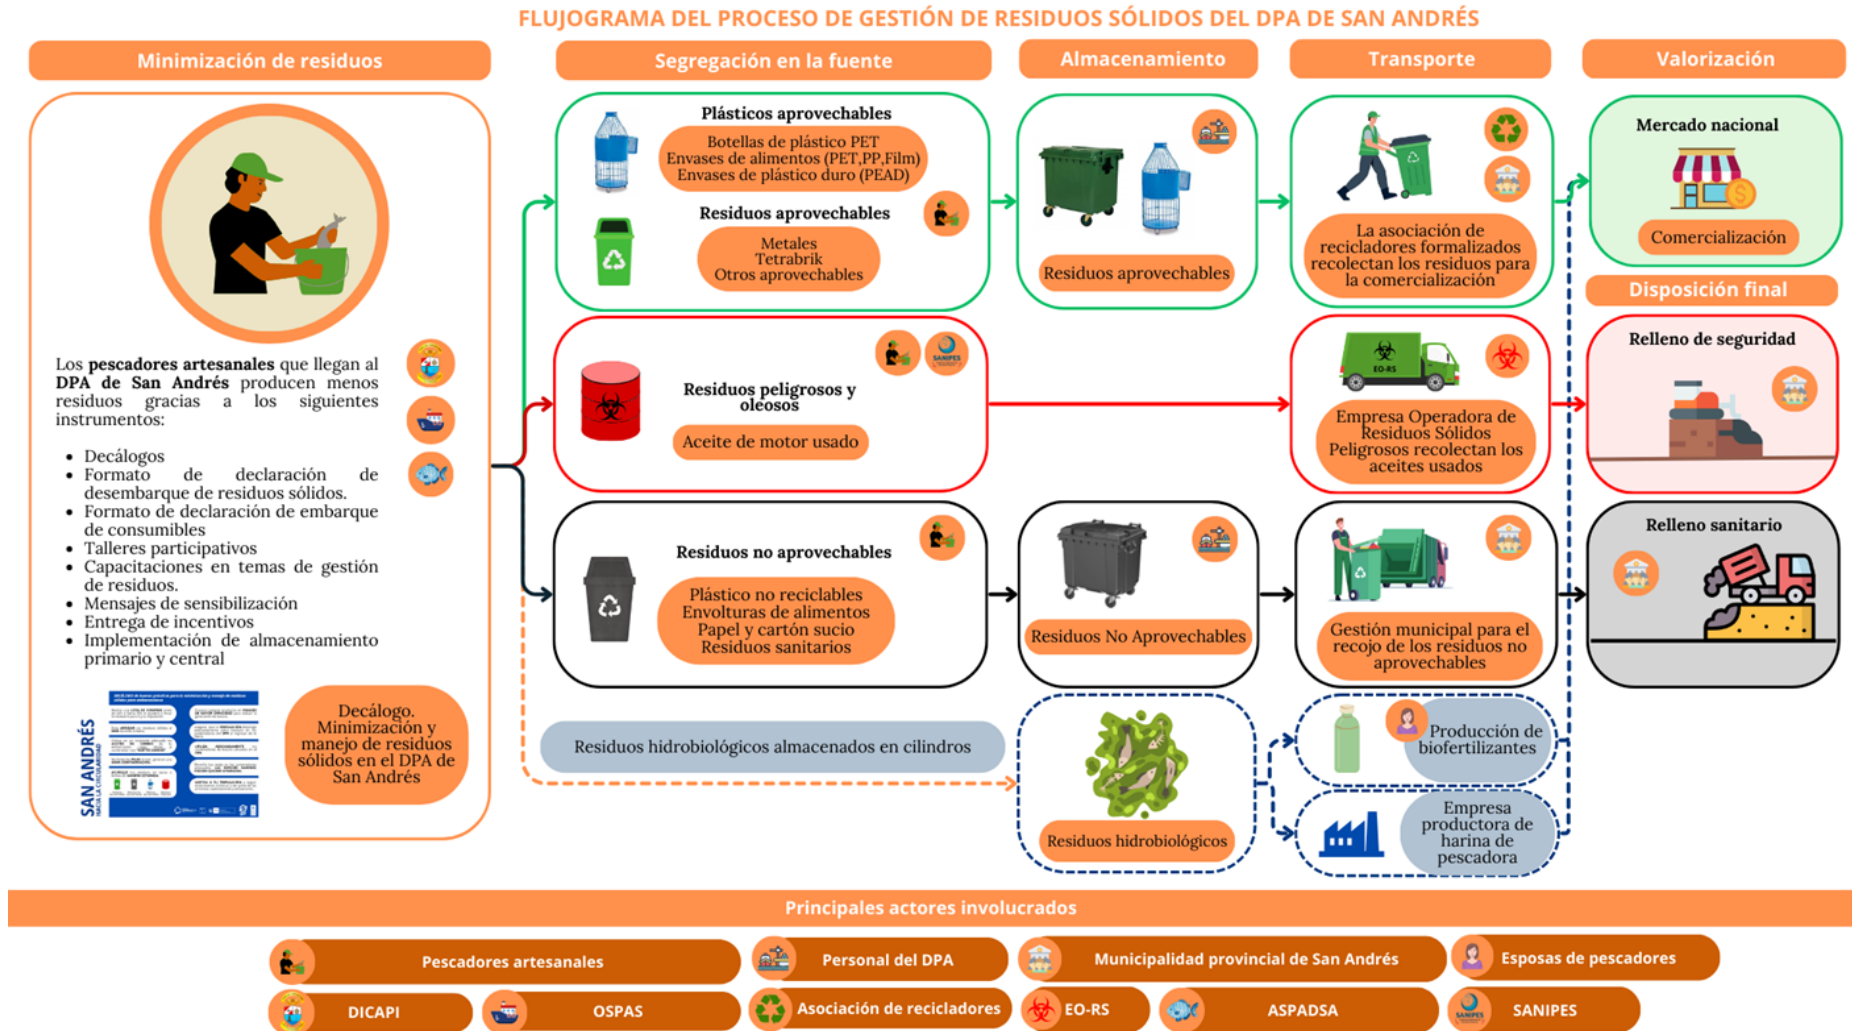 FLUJOGRAMA DEL PROCESO DE GESTIÓN DE RESIDUOS SÓLIDOS DEL DPA DE SAN ANDRÉS
Minimización de residuos
Segregación en la fuente
Almacenamiento
Transporte
Valorización
Los pescadores artesanales que llegan al
DPA de San Andrés producen menos
residuos gracias a los siguientes
instrumentos:
• Decálogos
• Formato de declaración de
desembarque de residuos sólidos.
• Formato de declaración de embarque
de consumibles
• Talleres participativos
• Capacitaciones en temas de gestión
de residuos.
• Mensajes de sensibilización
• Entrega de incentivos
• Implementación de almacenamiento
primario y central
SAN ANDRÉS
HACIA LA CIRCULARIDAD
Decálogo.
Minimización y
manejo de residuos
sólidos en el DPA de
San Andrés
Plásticos aprovechables
Botellas de plástico PET
Envases de alimentos (PET,PP,Film)
Envases de plástico duro (PEAD)
Residuos aprovechables
Metales
Tetrabrik
Otros aprovechables
Residuos aprovechables
La asociación de
recicladores formalizados
recolectan los residuos para
la comercialización
Mercado nacional
Comercialización
Disposición final
SANIPES
Residuos peligrosos y
oleosos
Aceite de motor usado
EO-RS
Empresa Operadora de
Residuos Sólidos
Peligrosos recolectan los
aceites usados
Relleno de seguridad
Residuos no aprovechables
Plástico no reciclables
Envolturas de alimentos
Papel y cartón sucio
Residuos sanitarios
Residuos No Aprovechables
Gestión municipal para el
recojo de los residuos no
aprovechables
Relleno sanitario
Residuos hidrobiológicos almacenados en cilindros
Residuos hidrobiológicos
Producción de
biofertilizantes
Empresa
productora de
harina de
pescadora
Principales actores involucrados
Pescadores artesanales
Personal del DPA
Municipalidad provincial de San Andrés
Esposas de pescadores
DICAPI
OSPAS
Asociación de recicladores
EO-RS
ASPADSA
SANIPES
SANIPES